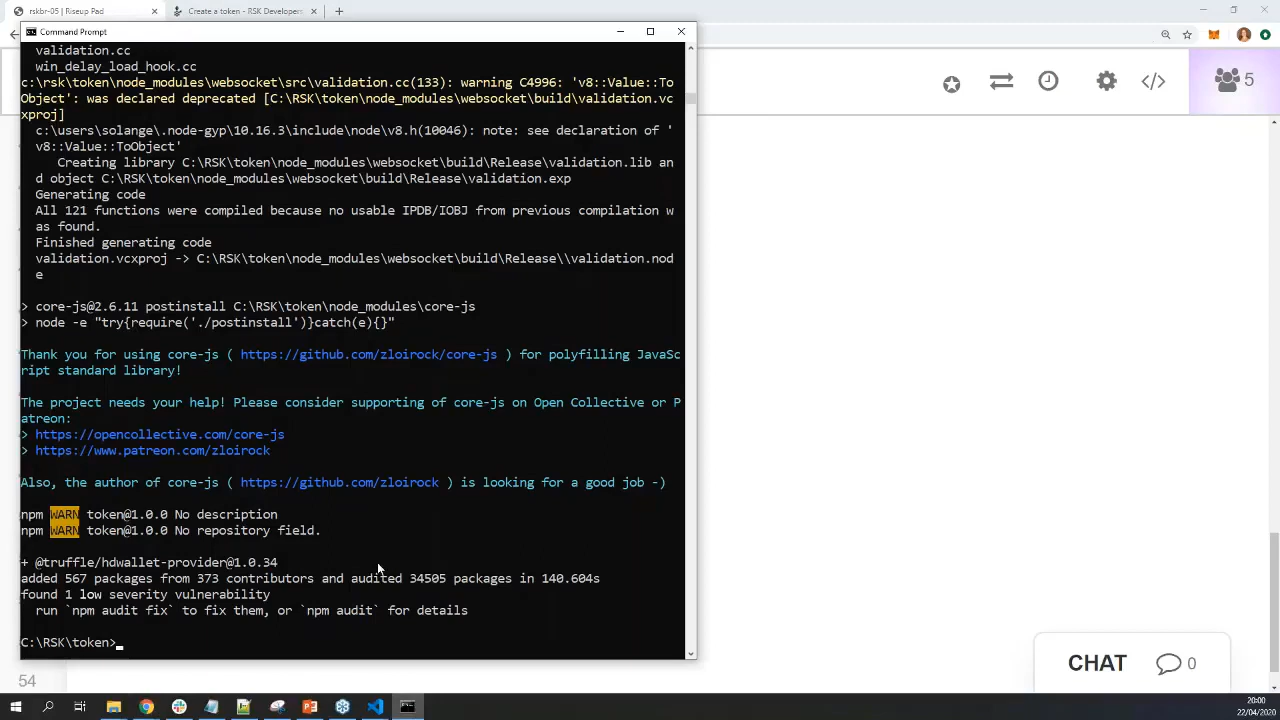 rskbr-05 | Riseup Pad
Create a token - RSK Developers
Command Prompt
validation.cc
win_delay_load_hook.cc
c:\rsk\token\node_modules\websocket\src\validation.cc(133): warning C4996: 'v8::Value::To
Object': was declared deprecated [C:\RSK\token\node_modules\websocket\build\validation.vc
xproj]
c:\users\solange\.node-gyp\10.16.3\include\node\v8.h(10046): note: see declaration of '
v8::Value::ToObject'
Creating library C:\RSK\token\node_modules\websocket\build\Release\validation.lib an
d object C:\RSK\token\node_modules\websocket\build\Release\validation.exp
Generating code
All 121 functions were compiled because no usable IPDB/IOBJ from previous compilation w
as found.
Finished generating code
validation.vcxproj -> C:\RSK\token\node_modules\websocket\build\Release\\validation.nod
e
> core-js@2.6.11 postinstall C:\RSK\token\node_modules\core-js
> node -e "try{require('./postinstall')}catch(e){}"
Thank you for using core-js ( https://github.com/zloirock/core-js ) for polyfilling JavaSc
ript standard library!
The project needs your help! Please consider supporting of core-js on Open Collective or P
atreon:
> https://opencollective.com/core-js
> https://www.patreon.com/zloirock
Also, the author of core-js ( https://github.com/zloirock ) is looking for a good job -)
npm WARN token@1.0.0 No description
npm WARN token@1.0.0 No repository field.
+ @truffle/hdwallet-provider@1.0.34
added 567 packages from 373 contributors and audited 34505 packages in 140.604s
found 1 low severity vulnerability
run `npm audit fix` to fix them, or `npm audit` for details
C:\RSK\token>
5
54
CHAT 0
20:00
22/04/2020